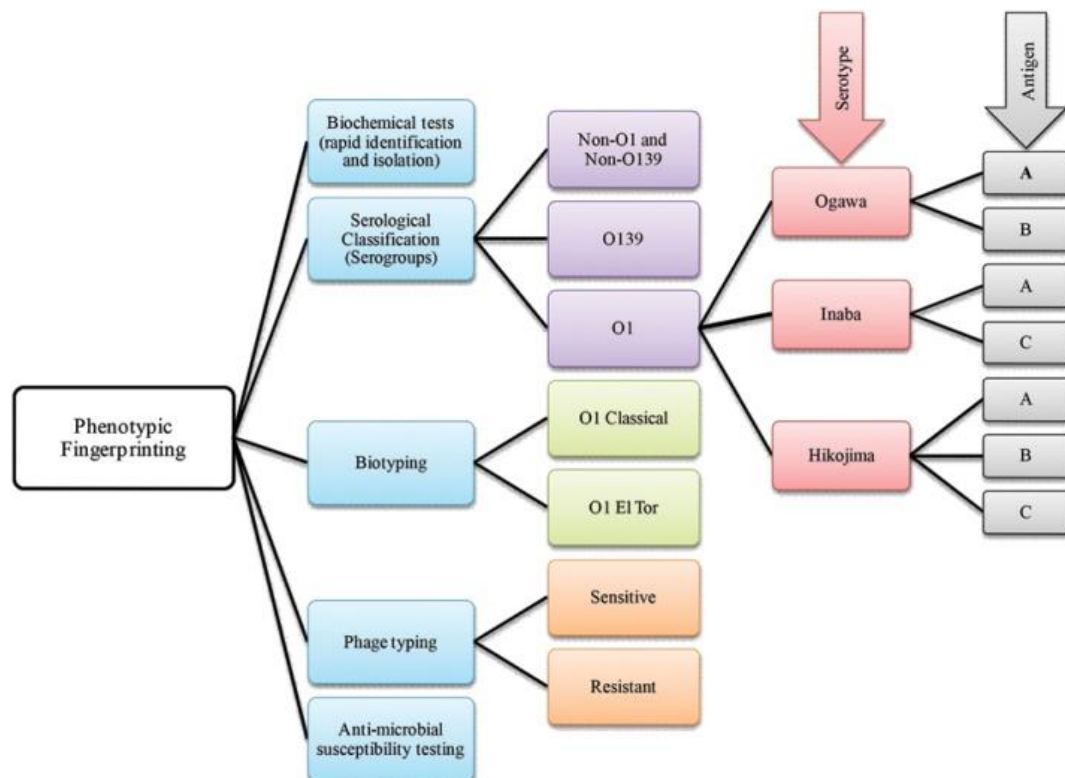 Serotype
Antigen
Biochemical tests
(rapid identification
and isolation)
Serological
Classification
(Serogroups)
Non-O1 and
Non-O139
O139
O1
Ogawa
A
B
Inaba
A
C
Hikojima
A
B
C
Phenotypic
Fingerprinting
Biotyping
O1 Classical
O1 El Tor
Phage typing
Sensitive
Resistant
Anti-microbial
susceptibility testing